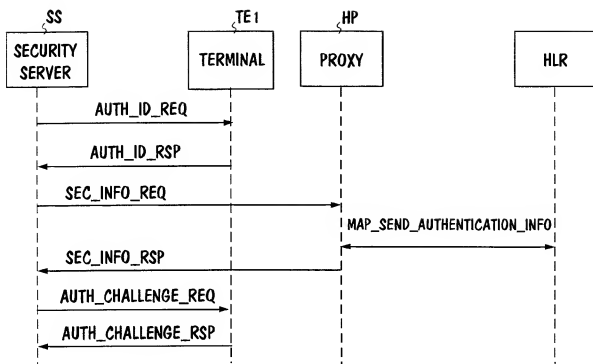 SS
TE1
HP
SECURITY
SERVER
TERMINAL
PROXY
HLR
AUTH_ID_REQ
AUTH_ID_RSP
SEC_INFO_REQ
MAP_SEND_AUTHENTICATION_INFO
SEC_INFO_RSP
AUTH_CHALLENGE_REQ
AUTH_CHALLENGE_RSP